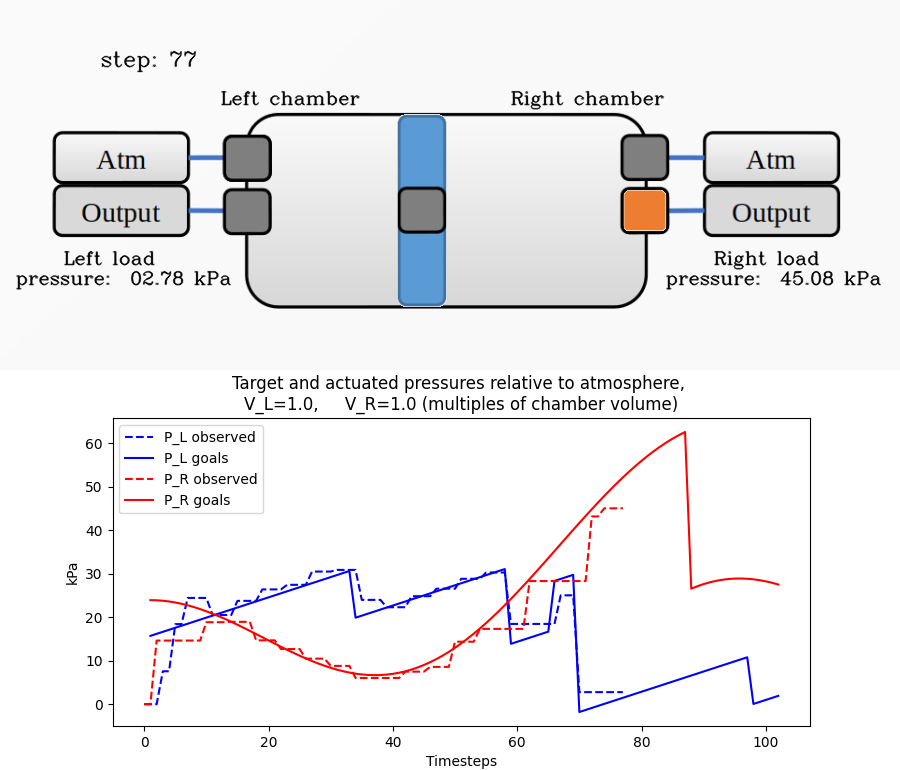 step: 77
Left chamber
Right chamber
Atm
Atm
Output
Output
Left load
pressure: 02.78 kPa
Right load
pressure: 45.08 kPa
Target and actuated pressures relative to atmosphere,
V_L=1.0, V_R=1.0 (multiples of chamber volume)
P_L observed
P_L goals
P_R observed
P_R goals
kPa
60
50
40
30
20
10
0
0 20 40 60 80 100
Timesteps